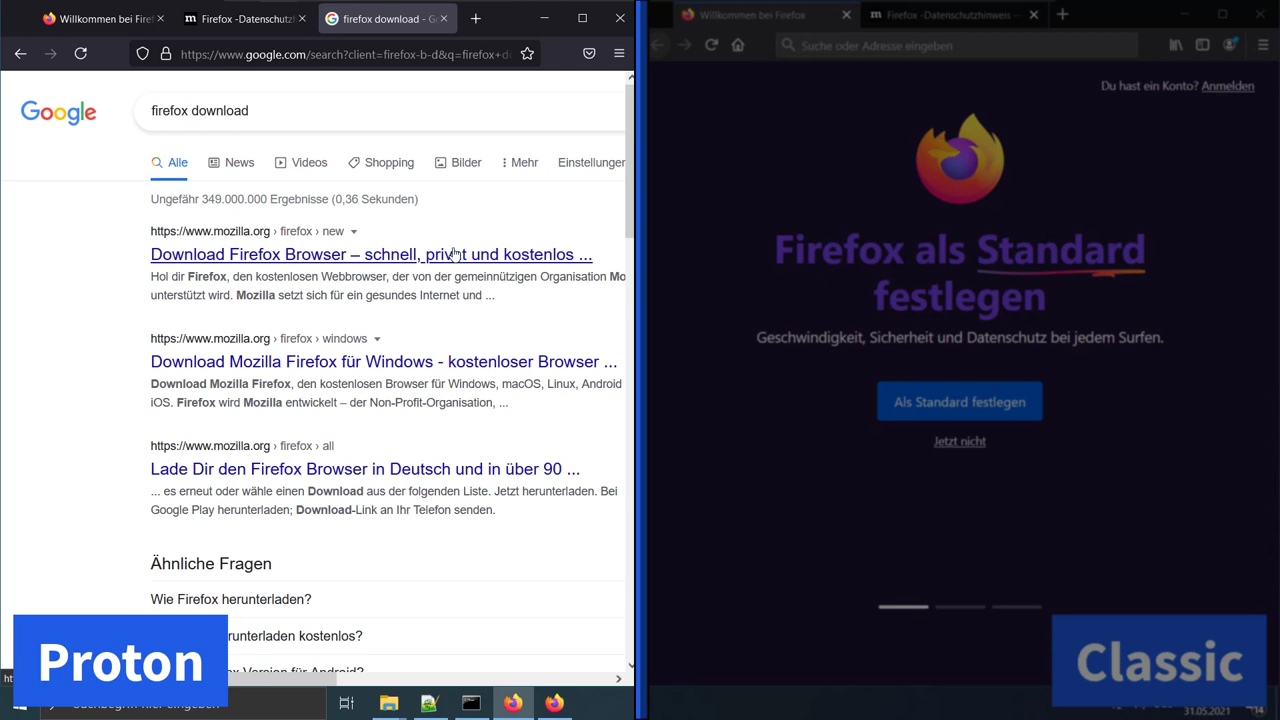 Willkommen bei Firefox
Firefox -Datenschutzh
firefox download - G
https://www.google.com/search?client=firefox-b-d&q=firefox+d
Google
firefox download
Alle
News
Videos
Shopping
Bilder
Mehr
Einstellunger
Ungefähr 349.000.000 Ergebnisse (0,36 Sekunden)
https://www.mozilla.org › firefox › new
Download Firefox Browser – schnell, privat und kostenlos ...
Hol dir Firefox, den kostenlosen Webbrowser, der von der gemeinnützigen Organisation Mo
unterstützt wird. Mozilla setzt sich für ein gesundes Internet und ...
https://www.mozilla.org › firefox › windows
Download Mozilla Firefox für Windows - kostenloser Browser ...
Download Mozilla Firefox, den kostenlosen Browser für Windows, macOS, Linux, Android
iOS. Firefox wird Mozilla entwickelt – der Non-Profit-Organisation, ...
https://www.mozilla.org › firefox › all
Lade Dir den Firefox Browser in Deutsch und in über 90 ...
... es erneut oder wähle einen Download aus der folgenden Liste. Jetzt herunterladen. Bei
Google Play herunterladen; Download-Link an Ihr Telefon senden.
Ähnliche Fragen
Wie Firefox herunterladen?
runterladen kostenlos?
Proton
Willkommen bei Firefox
Firefox -Datenschutzhinweis —
Suche oder Adresse eingeben
Du hast ein Konto? Anmelden
Firefox als Standard
festlegen
Geschwindigkeit, Sicherheit und Datenschutz bei jedem Surfen.
Als Standard festlegen
Jetzt nicht
Classic
31.05.2021
14